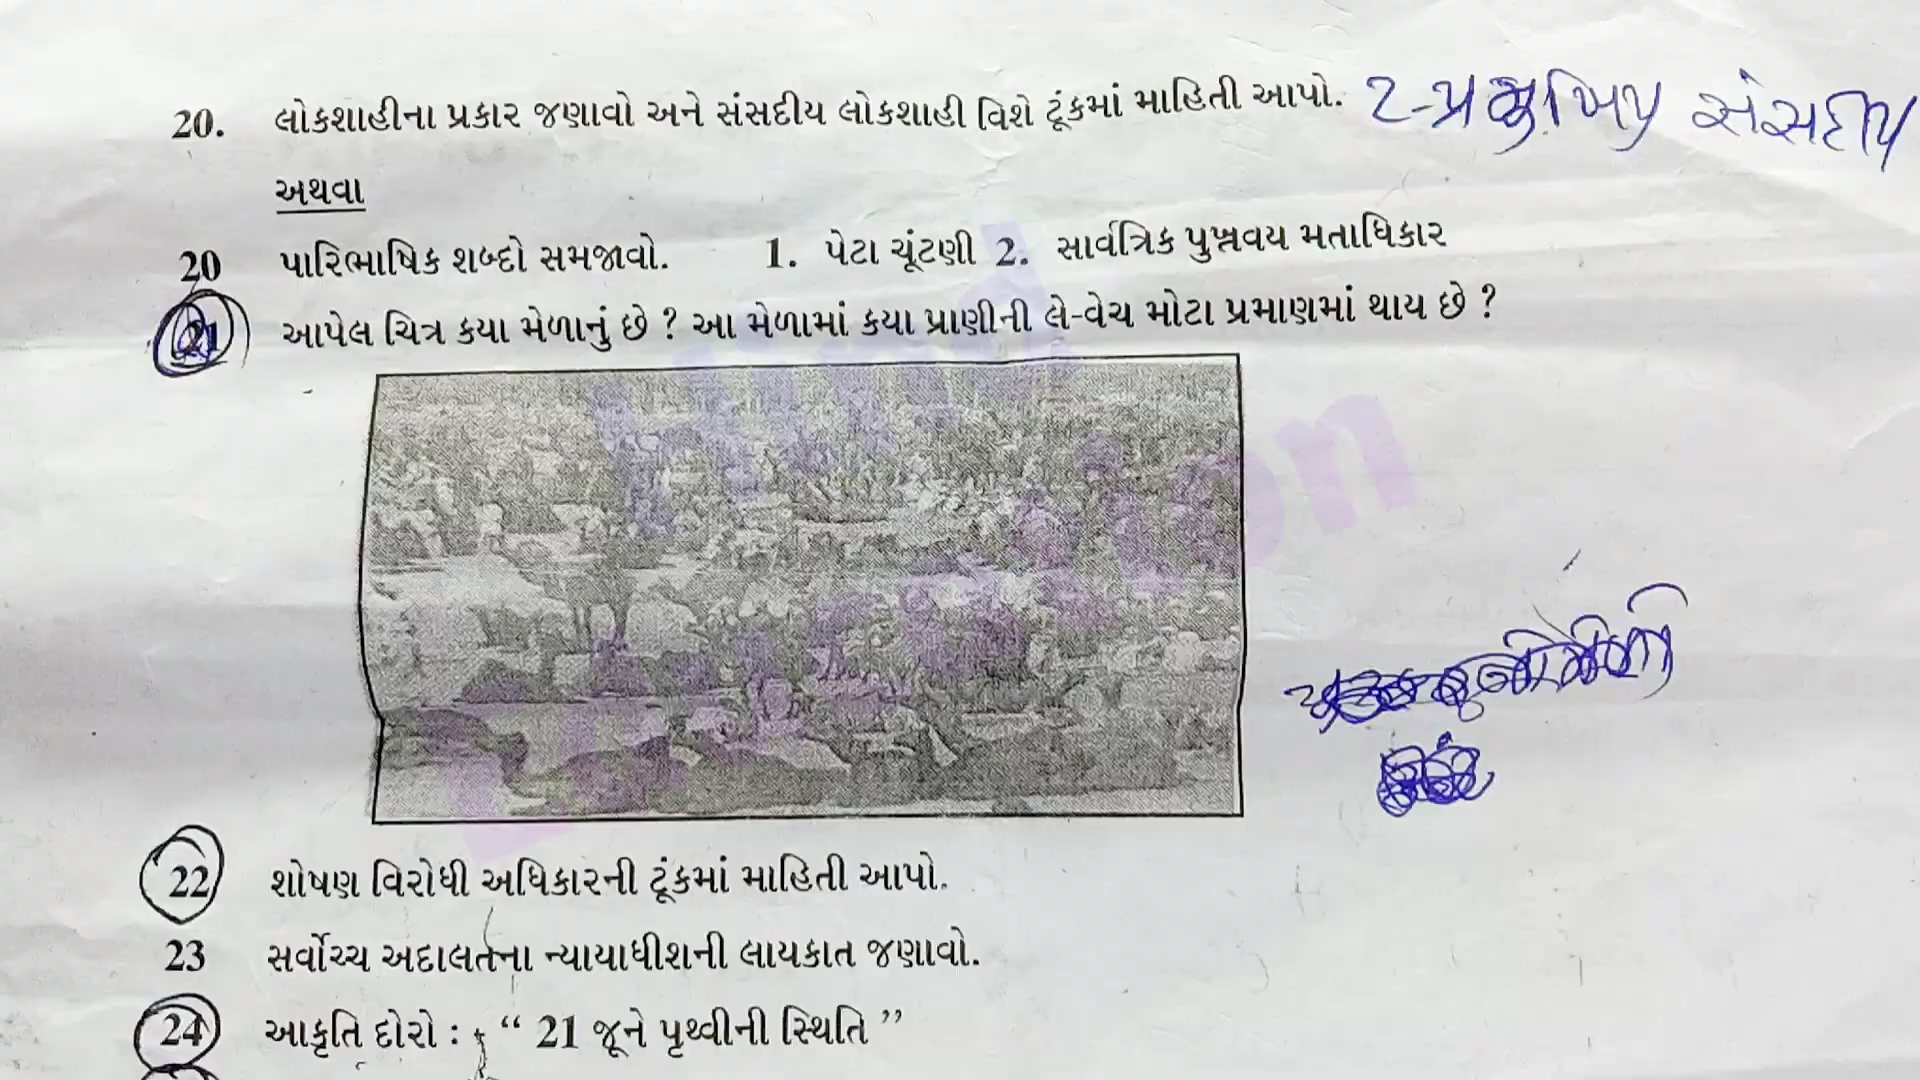 20. લોકશાહીના પ્રકાર જણાવો અને સંસદીય લોકશાહી વિશે ટૂંકમાં માહિતી આપો. સંસદીય
અથવા
20 પારિભાષિક શબ્દો સમજાવો. 1. પેટા ચૂંટણી 2. સાર્વત્રિક પુખ્તવય મતાધિકાર
21 આપેલ ચિત્ર કયા મેળાનું છે ? આ મેળામાં કયા પ્રાણીની લે-વેચ મોટા પ્રમાણમાં થાય છે ?
22 શોષણ વિરોધી અધિકારની ટૂંકમાં માહિતી આપો.
23 સર્વોચ્ચ અદાલતના ન્યાયાધીશની લાયકાત જણાવો.
24 આકૃતિ દોરો : “ 21 જૂને પૃથ્વીની સ્થિતિ ”